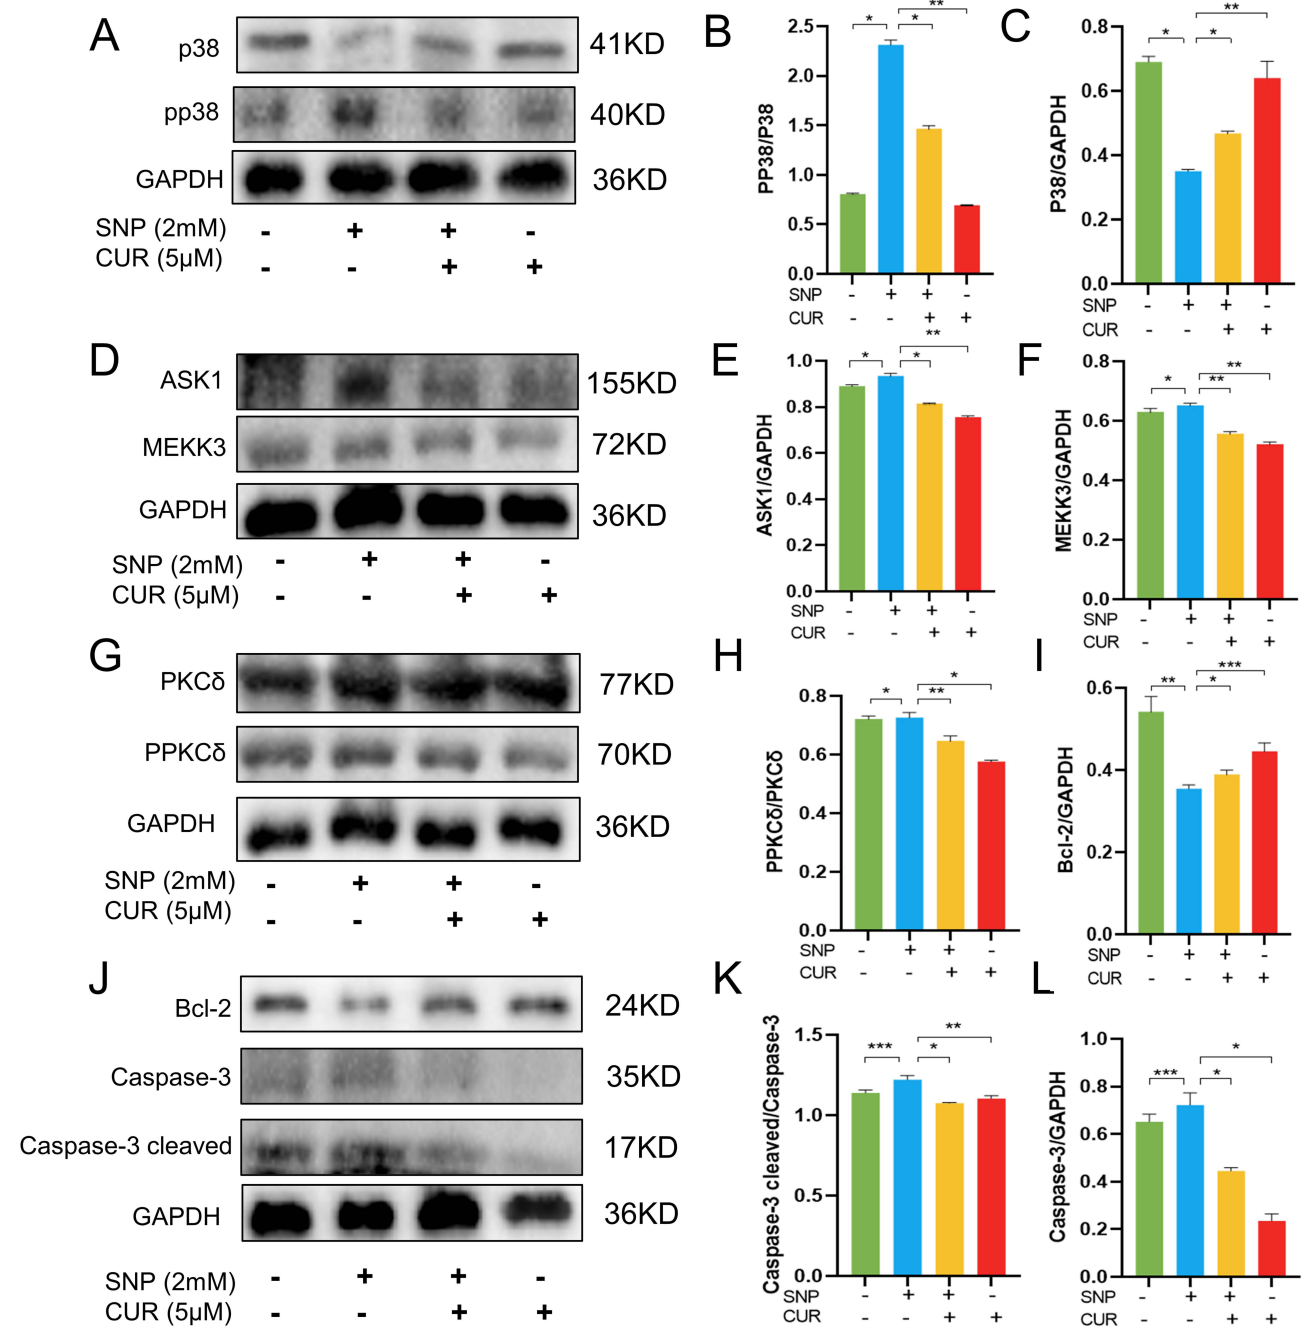 A
p38
41KD
pp38
40KD
GAPDH
36KD
SNP (2mM)
- + + -
CUR (5μM)
- - + +
B
PP38/P38
2.5
2.0
1.5
1.0
0.5
0.0
* * **
SNP - + + -
CUR - - + +
C
P38/GAPDH
0.8
0.6
0.4
0.2
0.0
* * **
SNP - + + -
CUR - - + +
D
ASK1
155KD
MEKK3
72KD
GAPDH
36KD
SNP (2mM)
- + + -
CUR (5μM)
- - + +
E
ASK1/GAPDH
1.0
0.8
0.6
0.4
0.2
0.0
* * **
SNP - + + -
CUR - - + +
F
MEKK3/GAPDH
0.8
0.6
0.4
0.2
0.0
* ** **
SNP - + + -
CUR - - + +
G
PKCδ
77KD
PPKCδ
70KD
GAPDH
36KD
SNP (2mM)
- + + -
CUR (5μM)
- - + +
H
PPKCδ/PKCδ
0.8
0.6
0.4
0.2
0.0
* ** *
SNP - + + -
CUR - - + +
I
Bcl-2/GAPDH
0.6
0.4
0.2
0.0
** * ***
SNP - + + -
CUR - - + +
J
Bcl-2
24KD
Caspase-3
35KD
Caspase-3 cleaved
17KD
GAPDH
36KD
SNP (2mM)
- + + -
CUR (5μM)
- - + +
K
Caspase-3 cleaved/Caspase-3
1.5
1.0
0.5
0.0
*** * **
SNP - + + -
CUR - - + +
L
Caspase-3/GAPDH
1.0
0.8
0.6
0.4
0.2
0.0
*** * *
SNP - + + -
CUR - - + +